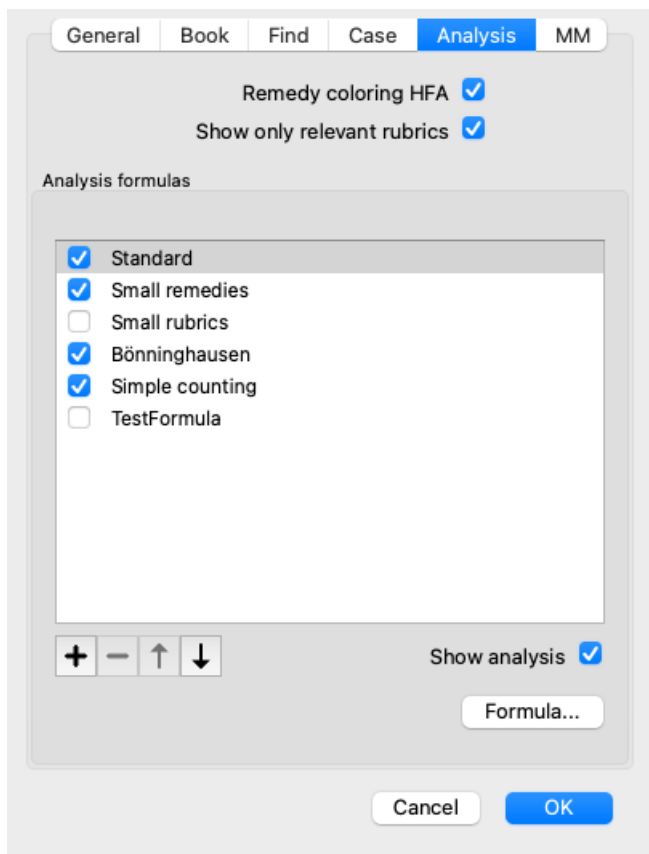 General Book Find Case Analysis MM
Remedy coloring HFA
Show only relevant rubrics
Analysis formulas
Standard
Small remedies
Small rubrics
Bönninghausen
Simple counting
TestFormula
Show analysis
Formula...
Cancel OK